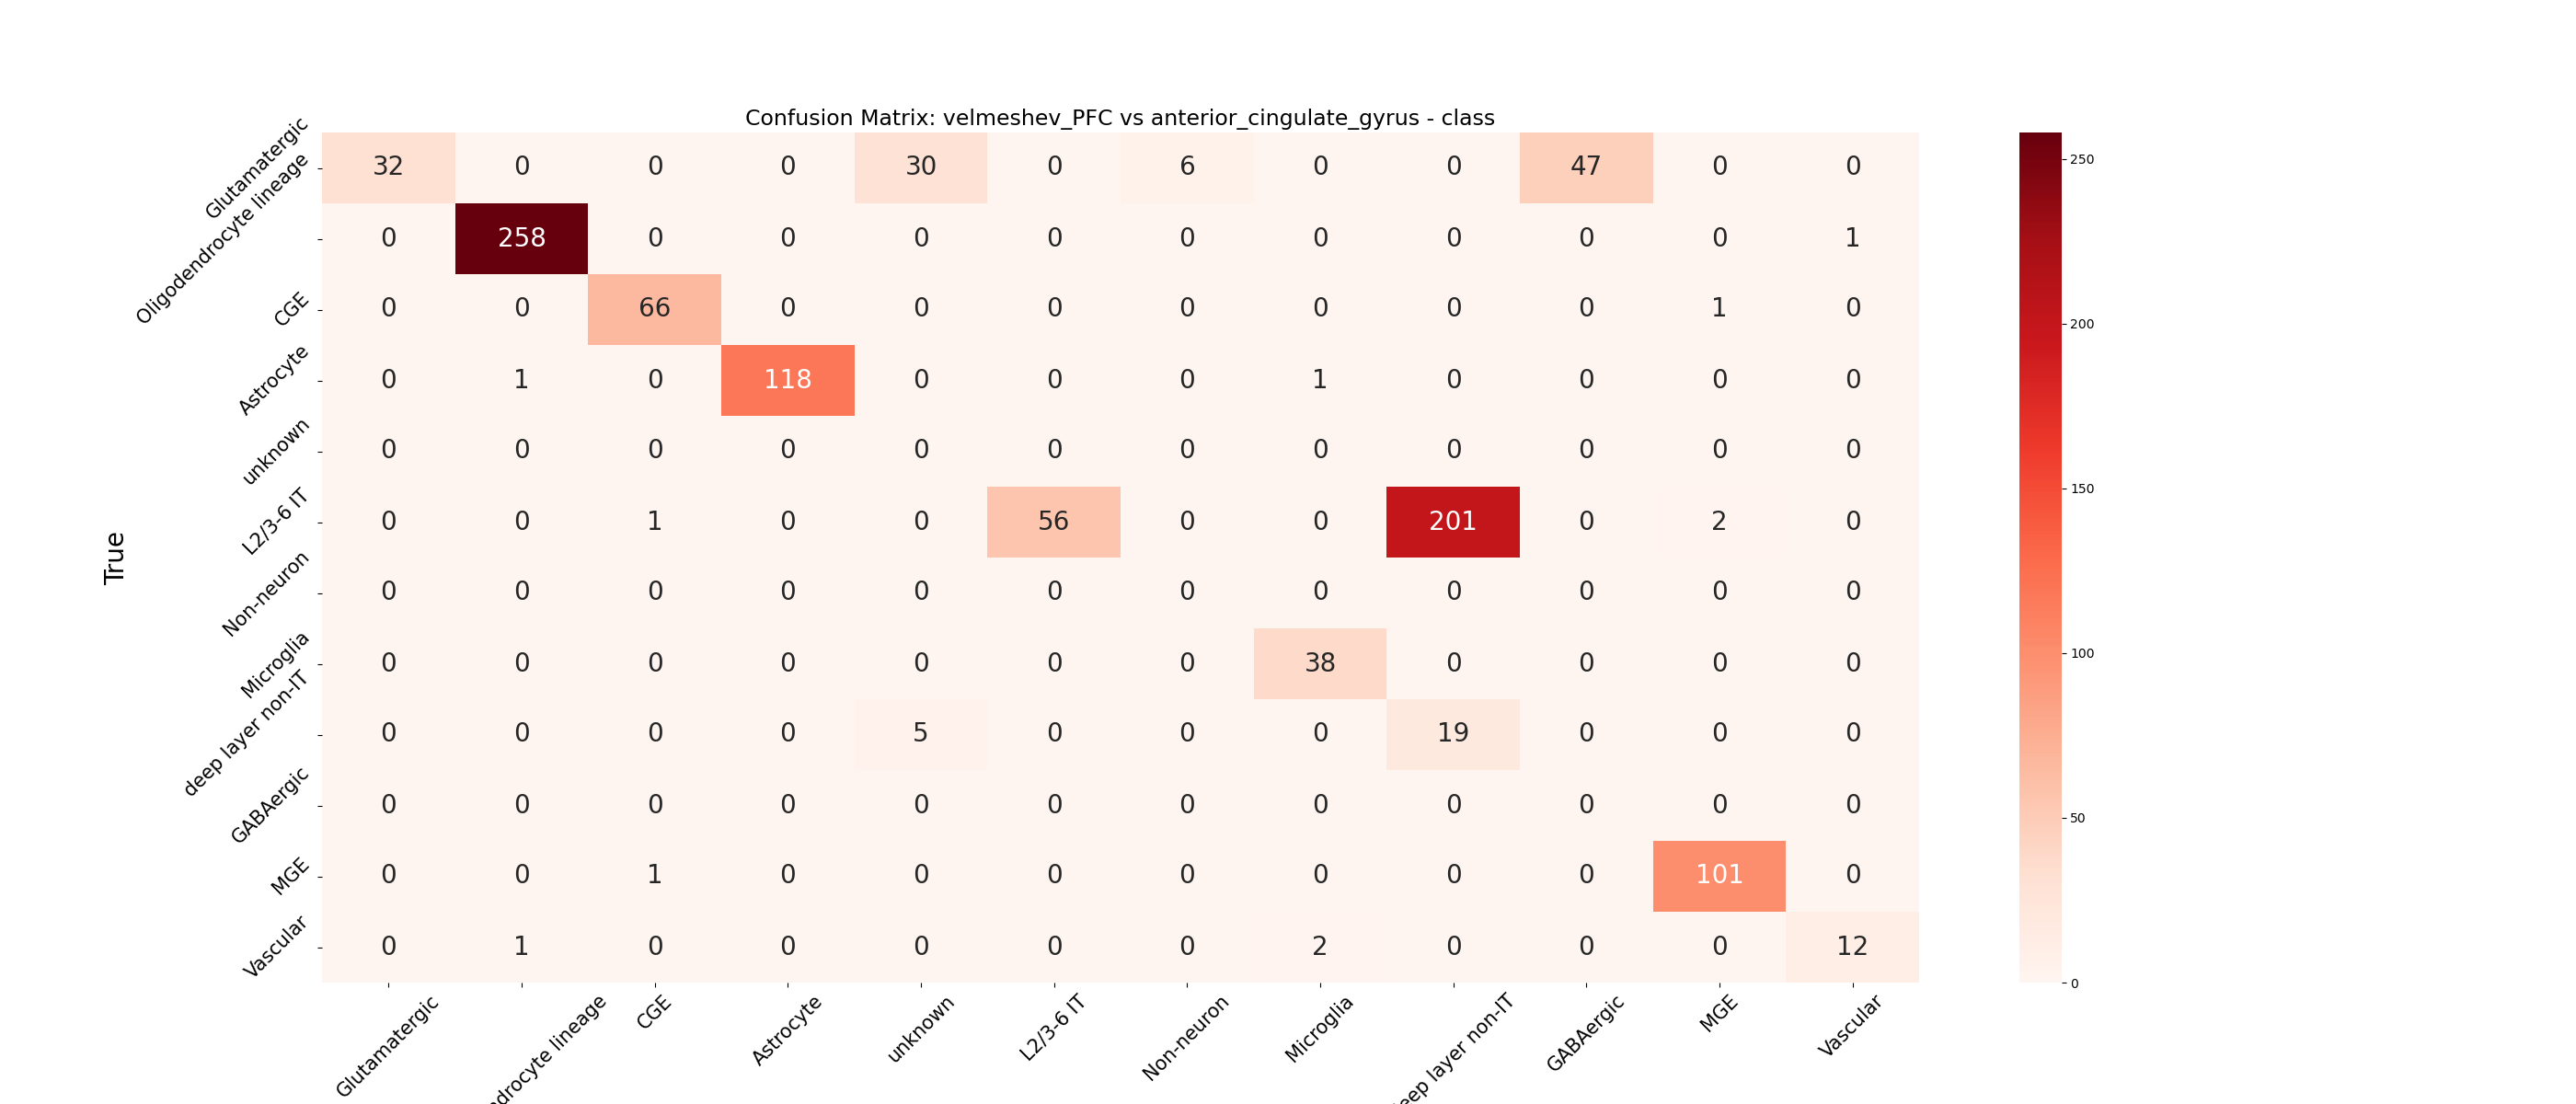 Confusion Matrix: velmeshev_PFC vs anterior_cingulate_gyrus - class
True
Glutamatergic 32 0 0 0 30 0 6 0 0 47 0 0
Oligodendrocyte lineage 0 258 0 0 0 0 0 0 0 0 0 1
CGE 0 0 66 0 0 0 0 0 0 0 1 0
Astrocyte 0 1 0 118 0 0 0 1 0 0 0 0
unknown 0 0 0 0 0 0 0 0 0 0 0 0
L2/3-6 IT 0 0 1 0 0 56 0 0 201 0 2 0
Non-neuron 0 0 0 0 0 0 0 0 0 0 0 0
Microglia 0 0 0 0 0 0 0 38 0 0 0 0
deep layer non-IT 0 0 0 0 5 0 0 0 19 0 0 0
GABAergic 0 0 0 0 0 0 0 0 0 0 0 0
MGE 0 0 1 0 0 0 0 0 0 0 101 0
Vascular 0 1 0 0 0 0 0 2 0 0 0 12
Glutamatergic
ndrocyte lineage
CGE
Astrocyte
unknown
L2/3-6 IT
Non-neuron
Microglia
eep layer non-IT
GABAergic
MGE
Vascular
250
200
150
100
50
0